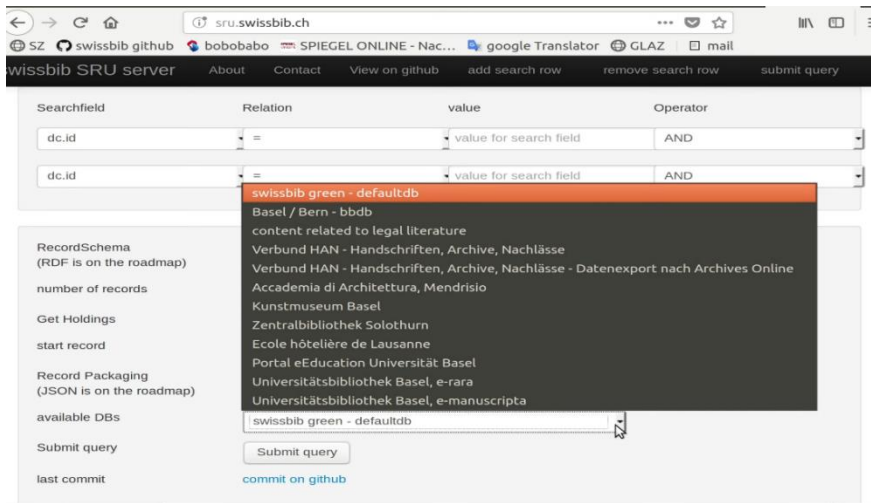 sru.swissbib.ch
SZ swissbib github bobobabo SPIEGEL ONLINE - Nac... google Translator GLAZ mail
swissbib SRU server About Contact View on github add search row remove search row submit query
Searchfield Relation value Operator
dc.id = value for search field AND
dc.id = value for search field AND
swissbib green - defaultdb
Basel / Bern - bbdb
content related to legal literature
RecordSchema
(RDF is on the roadmap)
Verbund HAN - Handschriften, Archive, Nachlässe
Verbund HAN - Handschriften, Archive, Nachlässe - Datenexport nach Archives Online
number of records
Accademia di Architettura, Mendrisio
Kunstmuseum Basel
Get Holdings
Zentralbibliothek Solothurn
start record
Ecole hôtelière de Lausanne
Portal eEducation Universität Basel
Record Packaging
(JSON is on the roadmap)
Universitätsbibliothek Basel, e-rara
Universitätsbibliothek Basel, e-manuscripta
available DBs swissbib green - defaultdb
Submit query Submit query
last commit commit on github